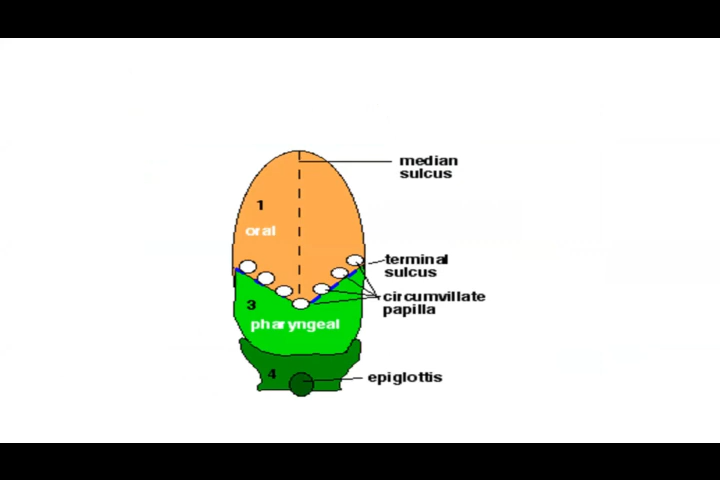 median
sulcus
1
oral
terminal
sulcus
circumvillate
papilla
3
pharyngeal
4
epiglottis